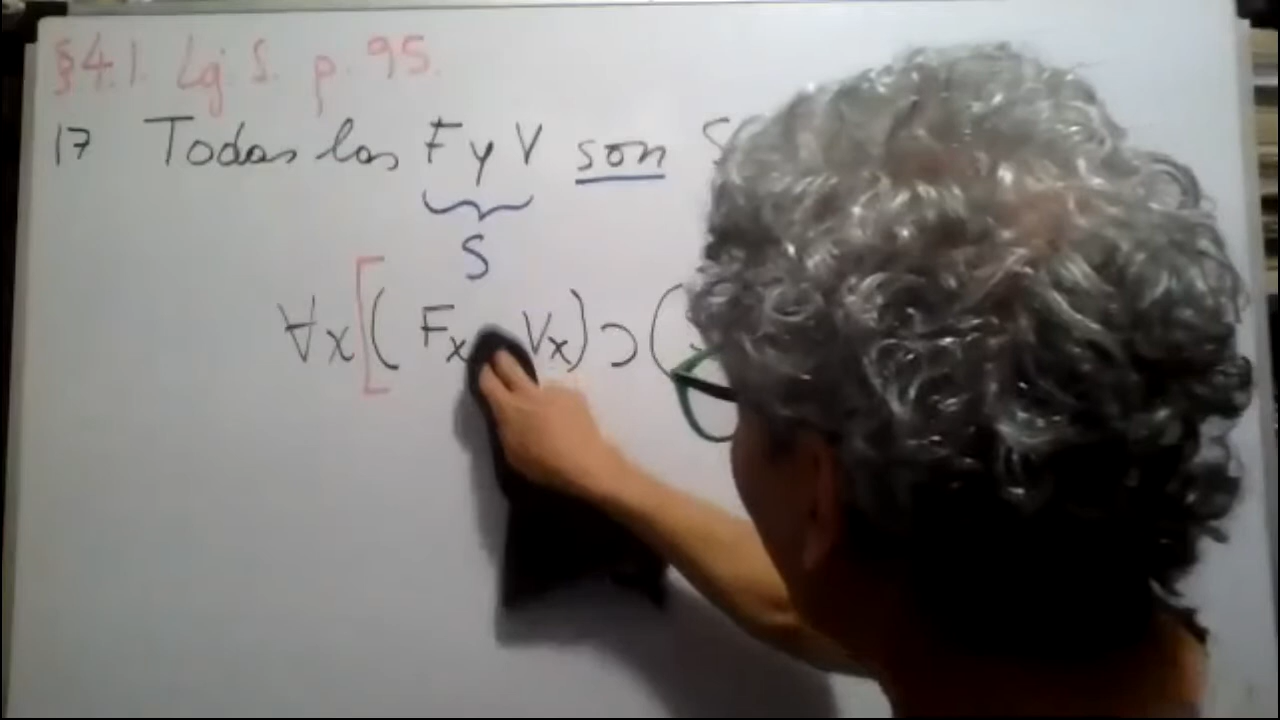 §4.1. Lg. S. p. 95.
17 Todas las F y V son S
S
∀x [( Fx Vx) ⊃ (